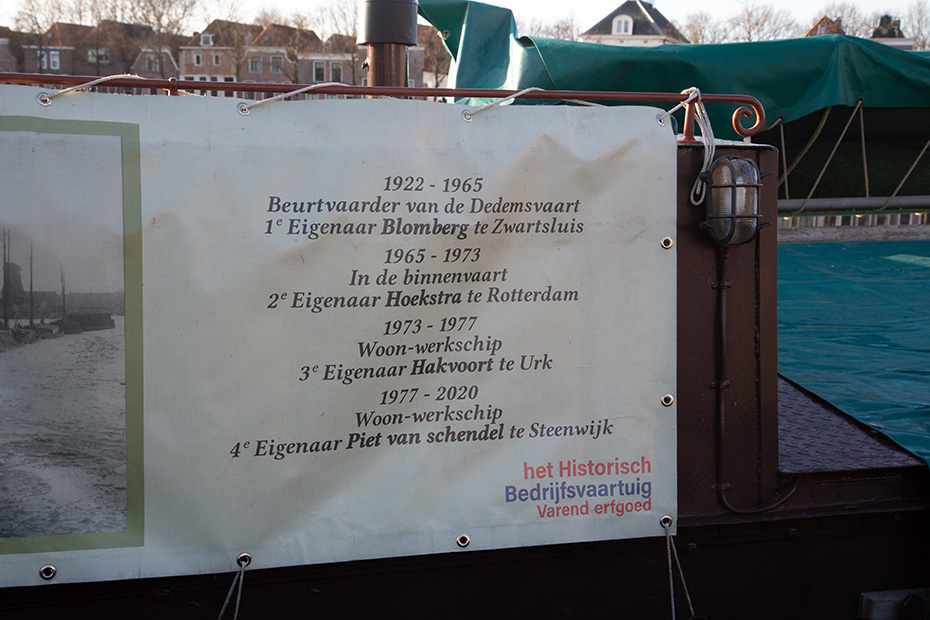 1922 - 1965
Beurtvaarder van de Dedemsvaart
1e Eigenaar Blomberg te Zwartsluis
1965 - 1973
In de binnenvaart
2e Eigenaar Hoekstra te Rotterdam
1973 - 1977
Woon-werkschip
3e Eigenaar Hakvoort te Urk
1977 - 2020
Woon-werkschip
4e Eigenaar Piet van schendel te Steenwijk
het Historisch
Bedrijfsvaartuig
Varend erfgoed